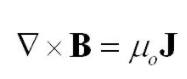 ∇ × B = μ₀J